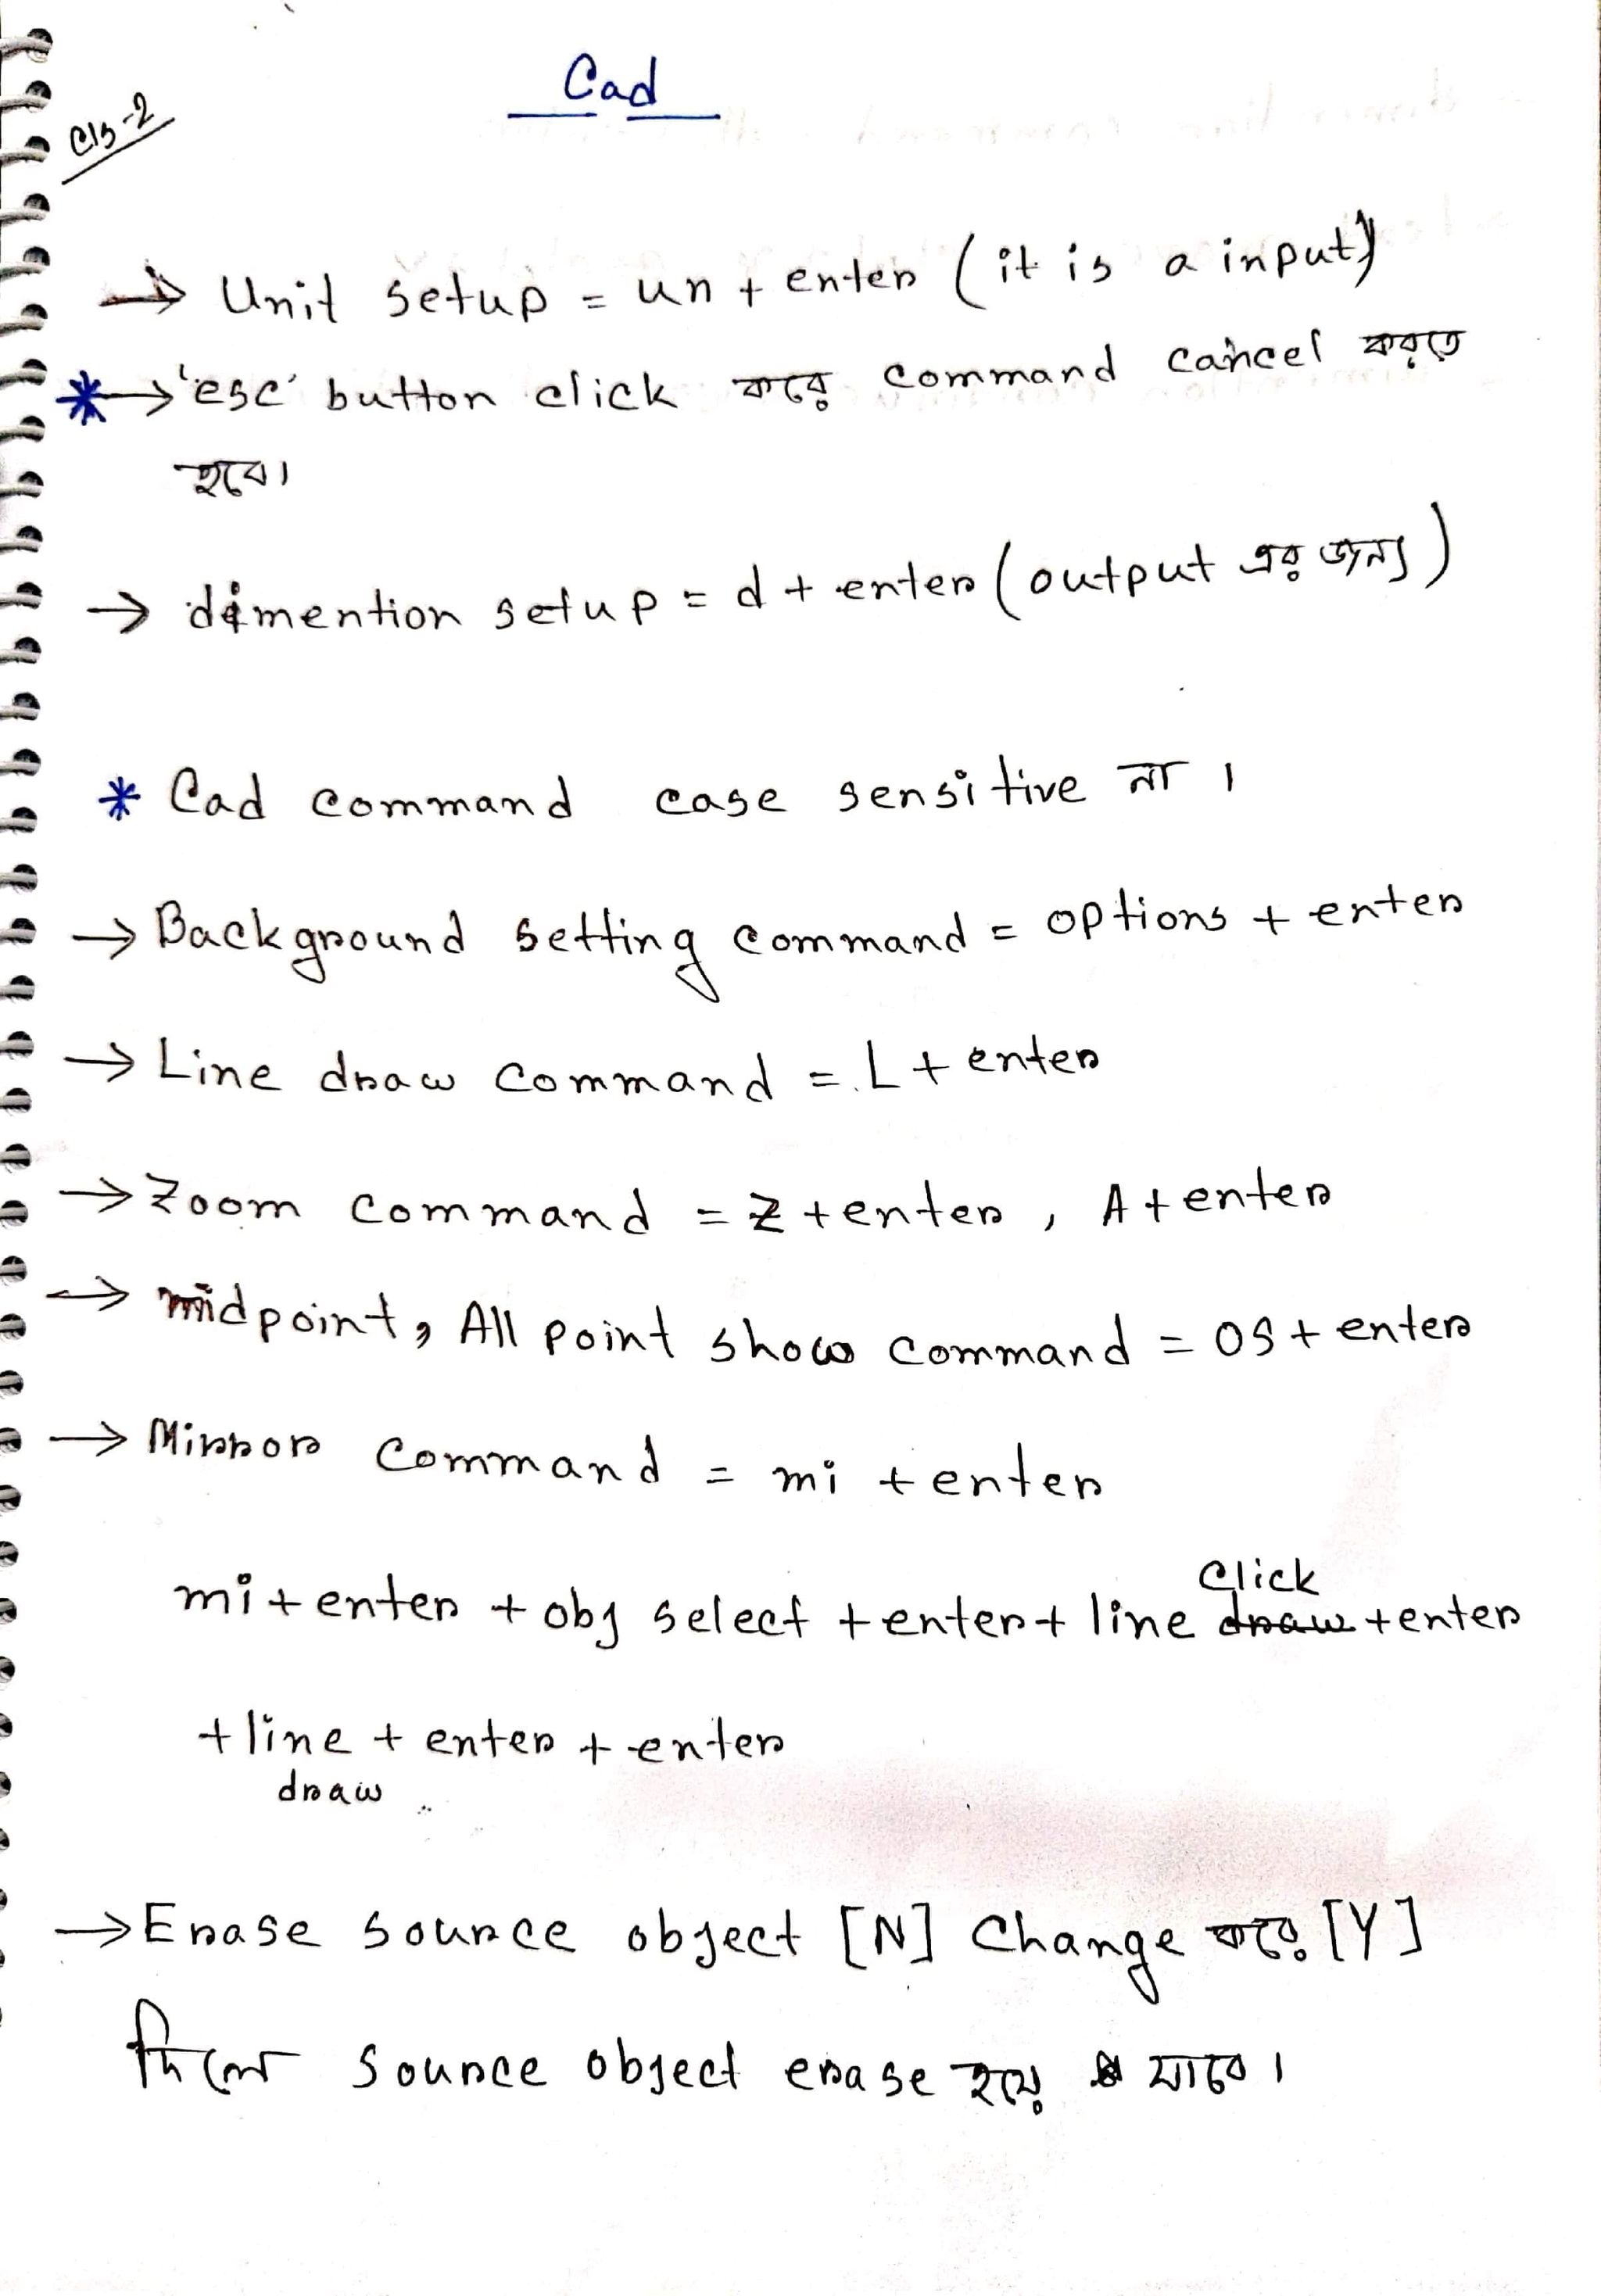 Cad
Cls-2
→ Unit setup = un + enter (it is a input)
* → 'esc' button click করে command cancel করতে
হবে।
→ dimention setup = d + enter (output এর জন্য)
* Cad command case sensitive না ।
→ Background setting command = options + enter
→ Line draw command = L + enter
→ Zoom command = Z + enter , A + enter
→ midpoint, All point show command = OS + enter
→ Mirror command = mi + enter
Click
mi + enter + obj select + enter + line draw + enter
+ line + enter + enter
draw
→ Erase source object [N] Change করে [Y]
দিলে source object erase হয়ে যাবে ।